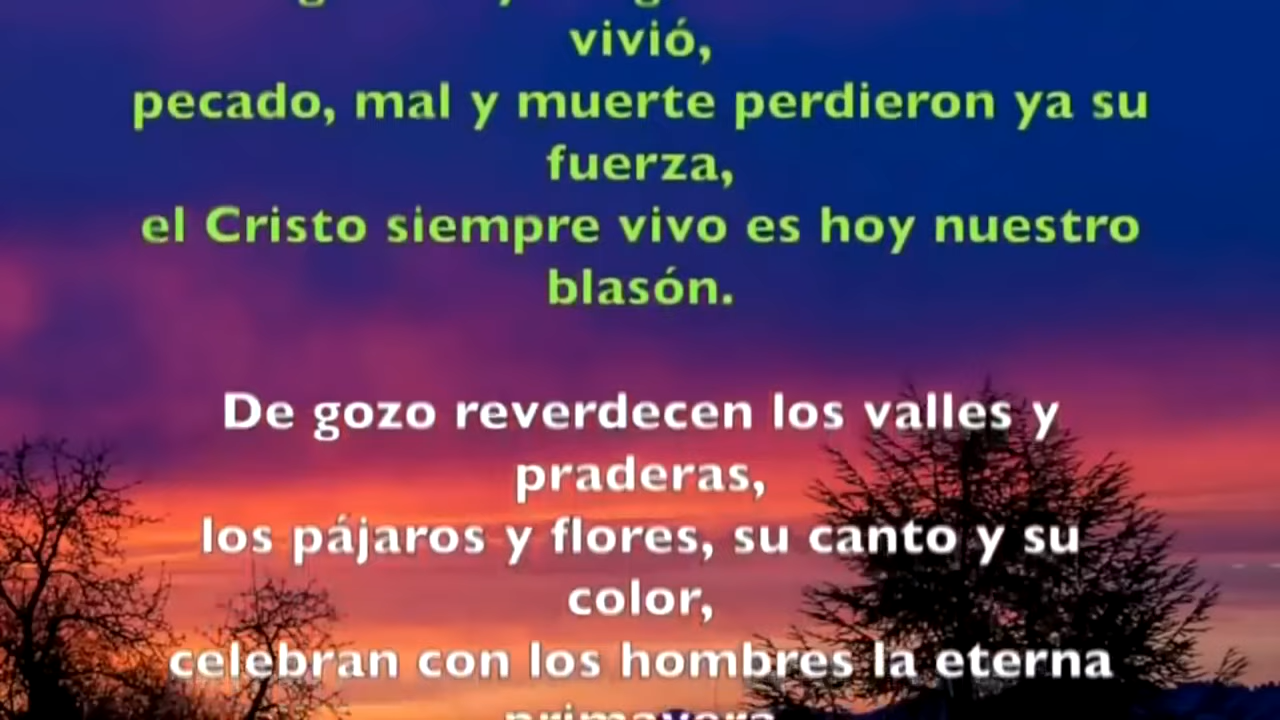 vivió,
pecado, mal y muerte perdieron ya su
fuerza,
el Cristo siempre vivo es hoy nuestro
blasón.
De gozo reverdecen los valles y
praderas,
los pájaros y flores, su canto y su
color,
celebran con los hombres la eterna
primavera